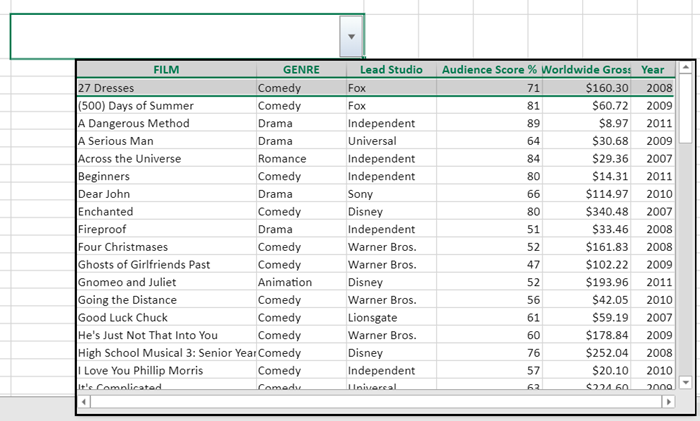 FILM GENRE Lead Studio Audience Score % Worldwide Gross Year
27 Dresses Comedy Fox 71 $160.30 2008
(500) Days of Summer Comedy Fox 81 $60.72 2009
A Dangerous Method Drama Independent 89 $8.97 2011
A Serious Man Drama Universal 64 $30.68 2009
Across the Universe Romance Independent 84 $29.36 2007
Beginners Comedy Independent 80 $14.31 2011
Dear John Drama Sony 66 $114.97 2010
Enchanted Comedy Disney 80 $340.48 2007
Fireproof Drama Independent 51 $33.46 2008
Four Christmases Comedy Warner Bros. 52 $161.83 2008
Ghosts of Girlfriends Past Comedy Warner Bros. 47 $102.22 2009
Gnomeo and Juliet Animation Disney 52 $193.96 2011
Going the Distance Comedy Warner Bros. 56 $42.05 2010
Good Luck Chuck Comedy Lionsgate 61 $59.19 2007
He's Just Not That Into You Comedy Warner Bros. 60 $178.84 2009
High School Musical 3: Senior Year Comedy Disney 76 $252.04 2008
I Love You Phillip Morris Comedy Independent 57 $20.10 2010
It's Complicated Comedy Universal 63 $224.60 2009